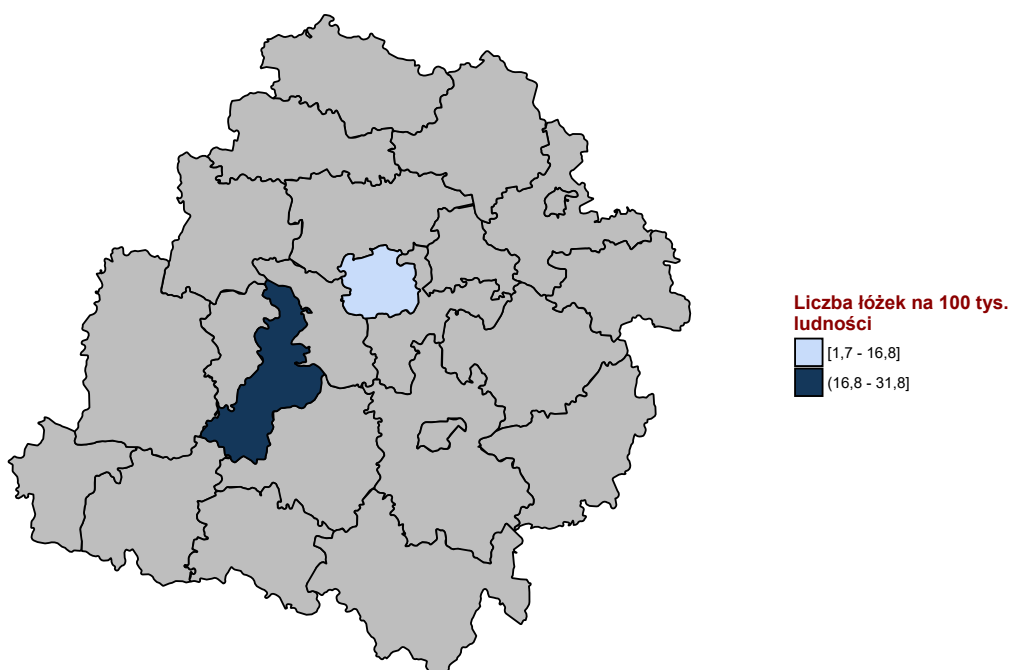 Liczba łóżek na 100 tys.
ludności
[1,7 - 16,8]
(16,8 - 31,8]